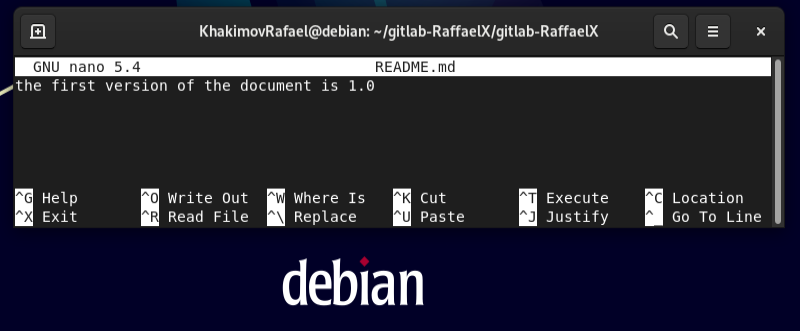 KhakimovRafael@debian: ~/gitlab-RaffaelX/gitlab-RaffaelX
GNU nano 5.4 README.md
the first version of the document is 1.0
^G Help ^O Write Out ^W Where Is ^K Cut ^T Execute ^C Location
^X Exit ^R Read File ^\ Replace ^U Paste ^J Justify ^_ Go To Line
debian